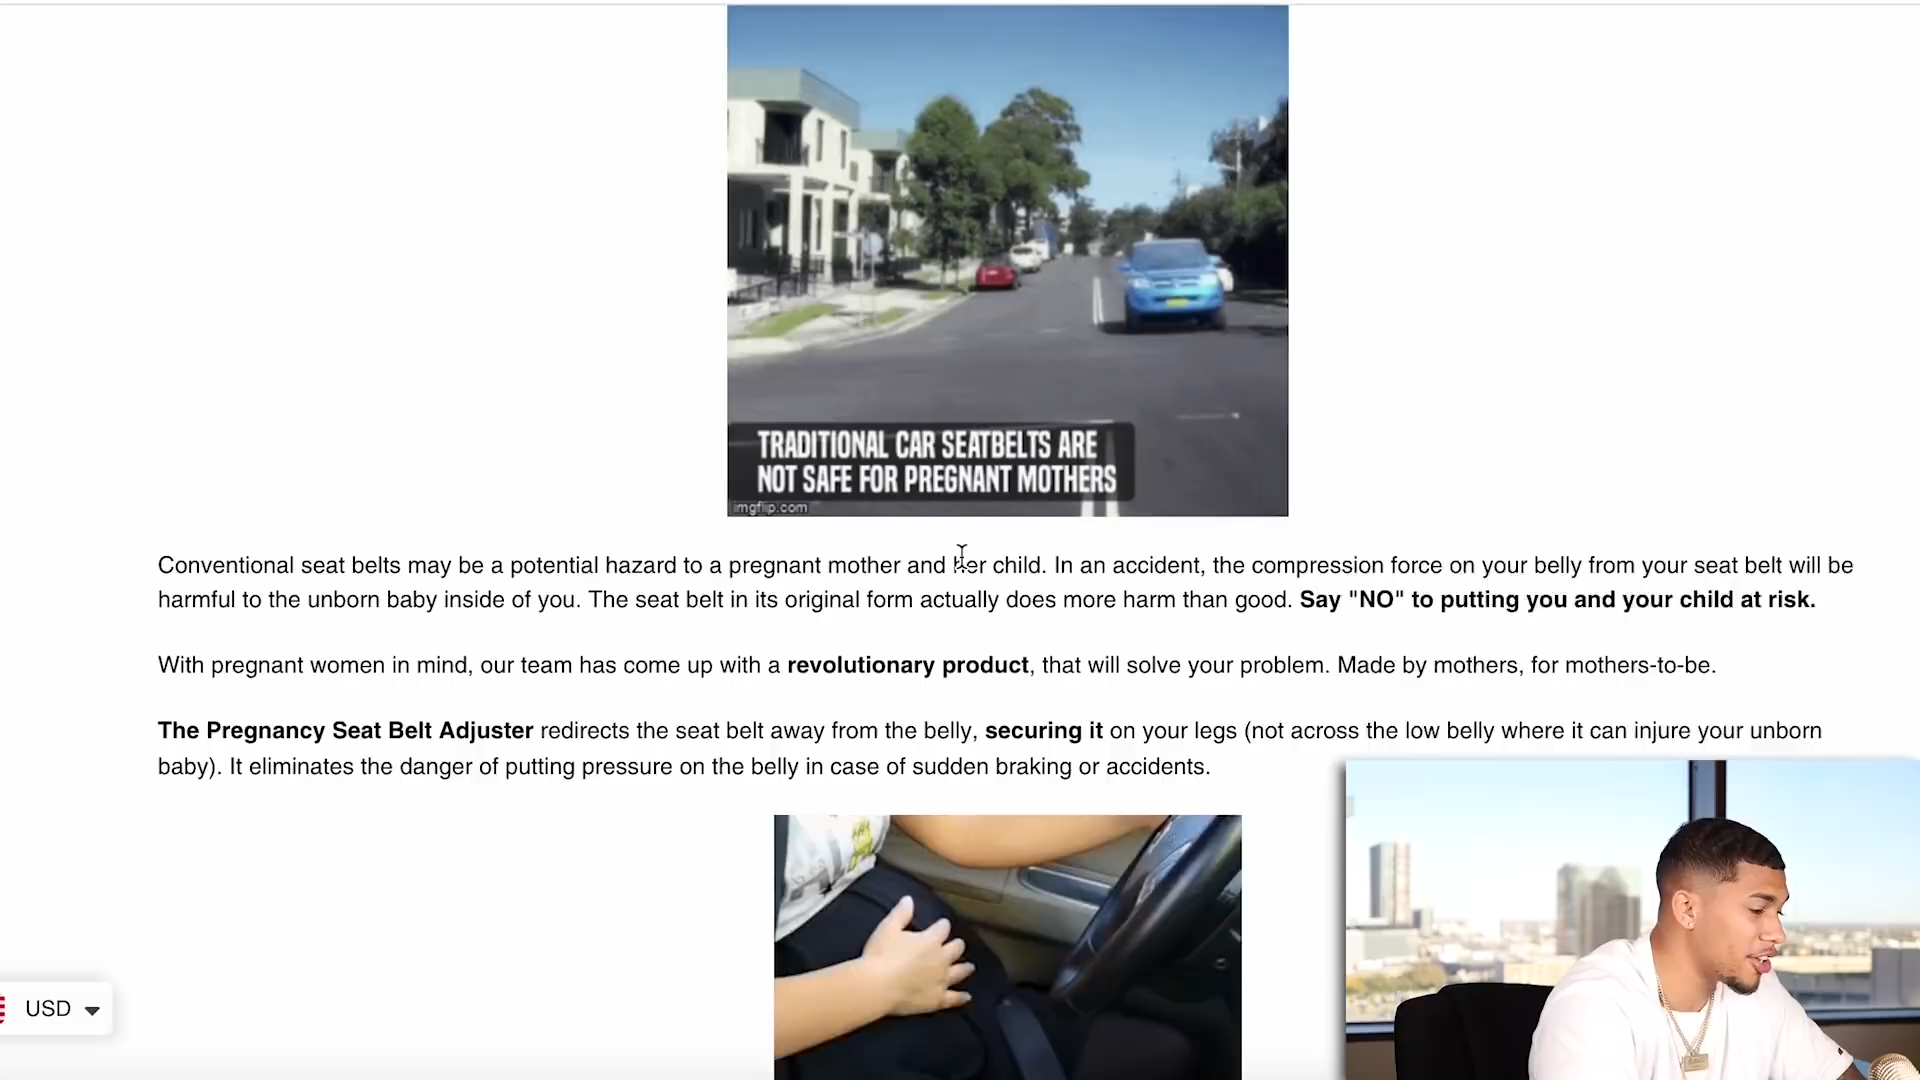 TRADITIONAL CAR SEATBELTS ARE
NOT SAFE FOR PREGNANT MOTHERS
imgflip.com
Conventional seat belts may be a potential hazard to a pregnant mother and her child. In an accident, the compression force on your belly from your seat belt will be
harmful to the unborn baby inside of you. The seat belt in its original form actually does more harm than good. Say "NO" to putting you and your child at risk.
With pregnant women in mind, our team has come up with a revolutionary product, that will solve your problem. Made by mothers, for mothers-to-be.
The Pregnancy Seat Belt Adjuster redirects the seat belt away from the belly, securing it on your legs (not across the low belly where it can injure your unborn
baby). It eliminates the danger of putting pressure on the belly in case of sudden braking or accidents.
USD